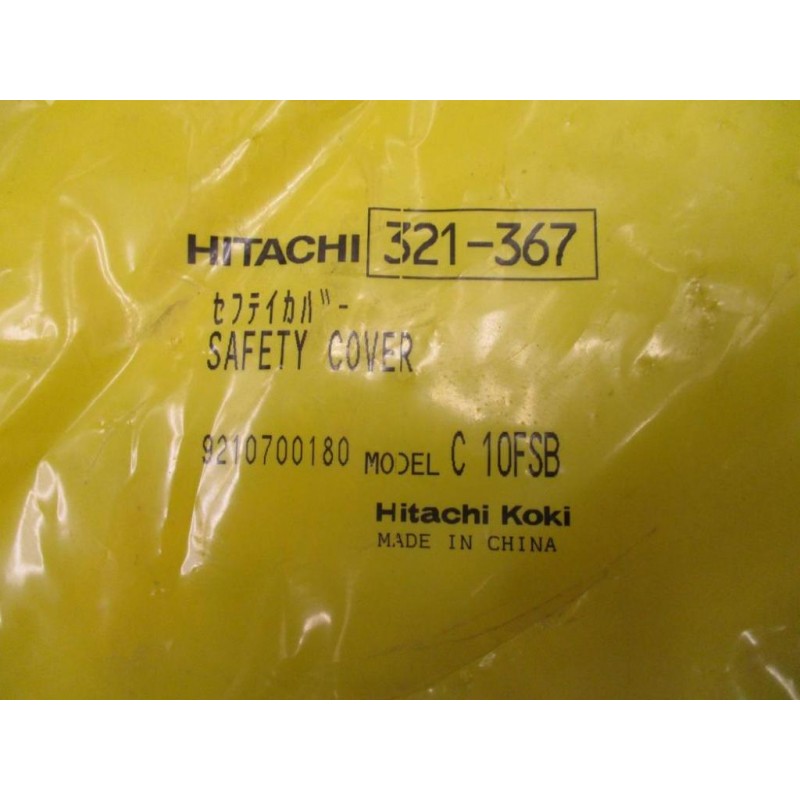 HITACHI 321-367
セフテイカバ-
SAFETY COVER
9210700180 MODEL C 10FSB
Hitachi Koki
MADE IN CHINA